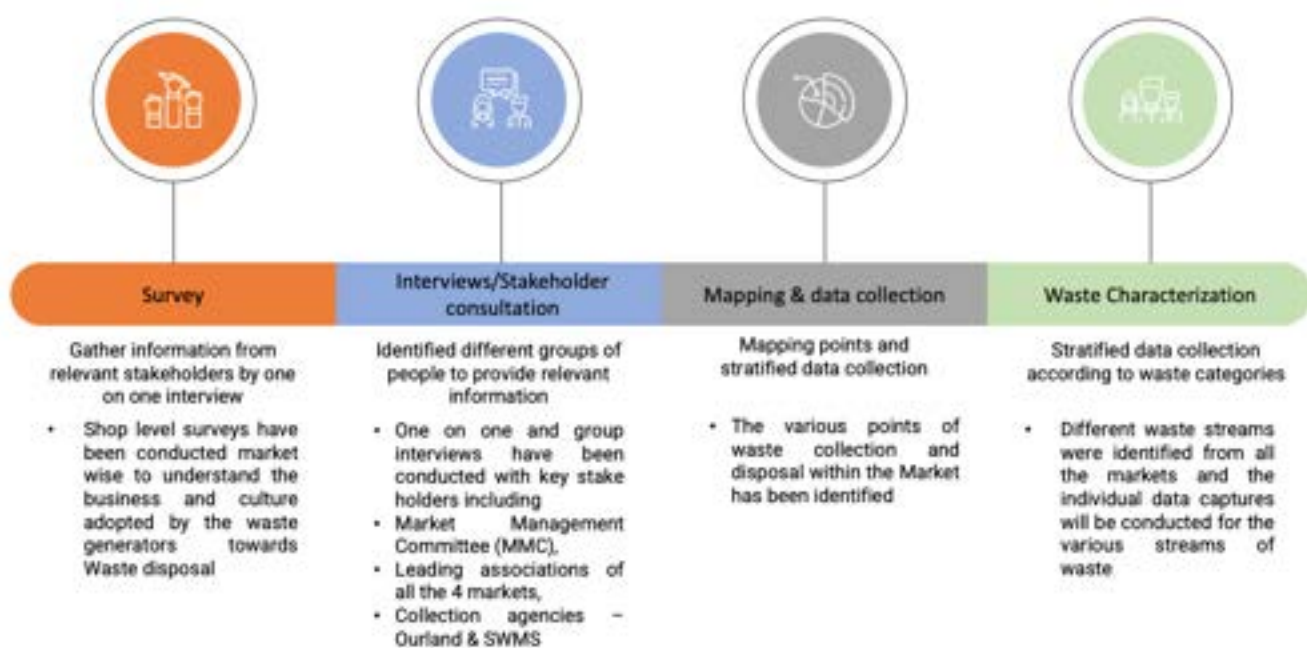 Survey
Gather information from
relevant stakeholders by one
on one interview
• Shop level surveys have
been conducted market
wise to understand the
business and culture
adopted by the waste
generators towards
Waste disposal
Interviews/Stakeholder
consultation
Identified different groups of
people to provide relevant
information
• One on one and group
interviews have been
conducted with key stake
holders including
• Market Management
Committee (MMC),
• Leading associations of
all the 4 markets,
• Collection agencies –
Ourland & SWMS
Mapping & data collection
Mapping points and
stratified data collection
• The various points of
waste collection and
disposal within the Market
has been identified
Waste Characterization
Stratified data collection
according to waste categories
• Different waste streams
were identified from all
the markets and the
individual data captures
will be conducted for the
various streams of
waste